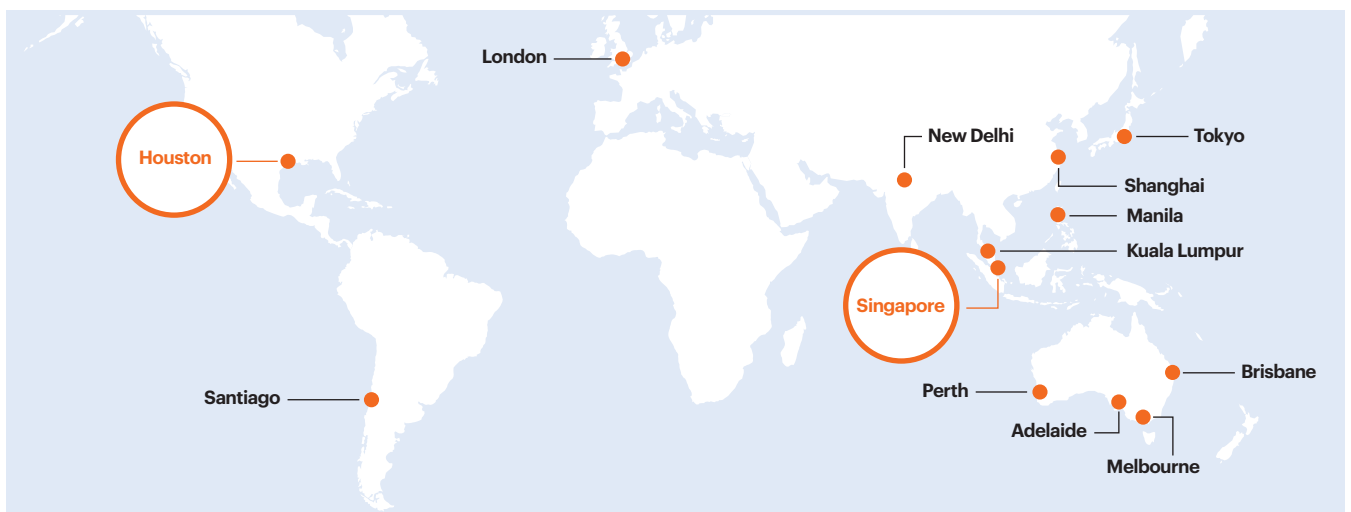 London
New Delhi
Tokyo
Houston
Shanghai
Manila
Kuala Lumpur
Singapore
Brisbane
Perth
Santiago
Adelaide
Melbourne